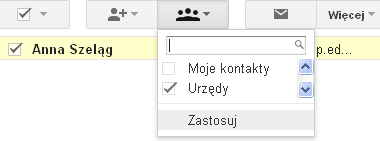 Więcej
Anna Szeląg
p.ed...
Moje kontakty
Urzędy
Zastosuj